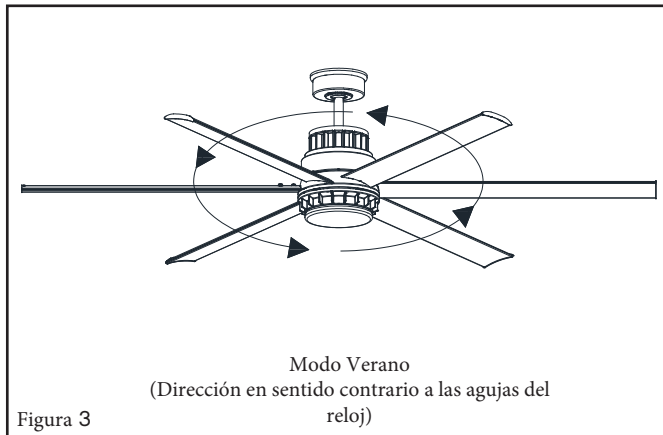 Modo Verano
(Dirección en sentido contrario a las agujas del
reloj)
Figura 3